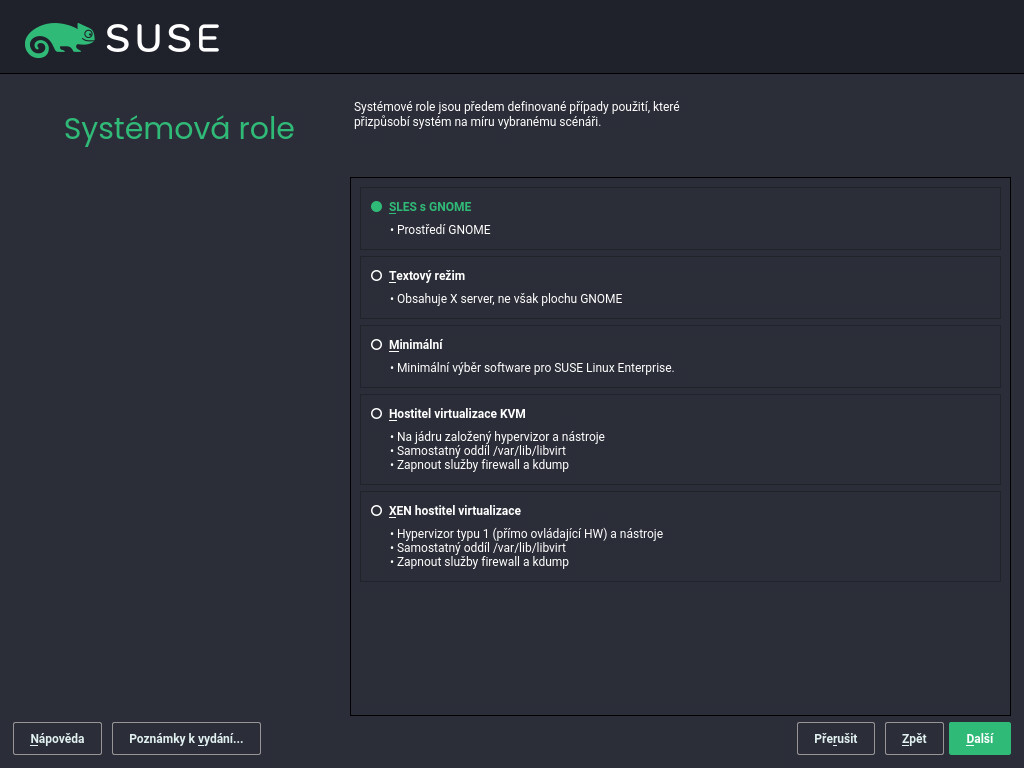 SUSE
Systémová role
Systémové role jsou předem definované případy použití, které
přizpůsobí systém na míru vybranému scénáři.
SLES s GNOME
• Prostředí GNOME
Textový režim
• Obsahuje X server, ne však plochu GNOME
Minimální
• Minimální výběr software pro SUSE Linux Enterprise.
Hostitel virtualizace KVM
• Na jádru založený hypervizor a nástroje
• Samostatný oddíl /var/lib/libvirt
• Zapnout služby firewall a kdump
XEN hostitel virtualizace
• Hypervizor typu 1 (přímo ovládající HW) a nástroje
• Samostatný oddíl /var/lib/libvirt
• Zapnout služby firewall a kdump
Nápověda
Poznámky k vydání...
Přerušit
Zpět
Další